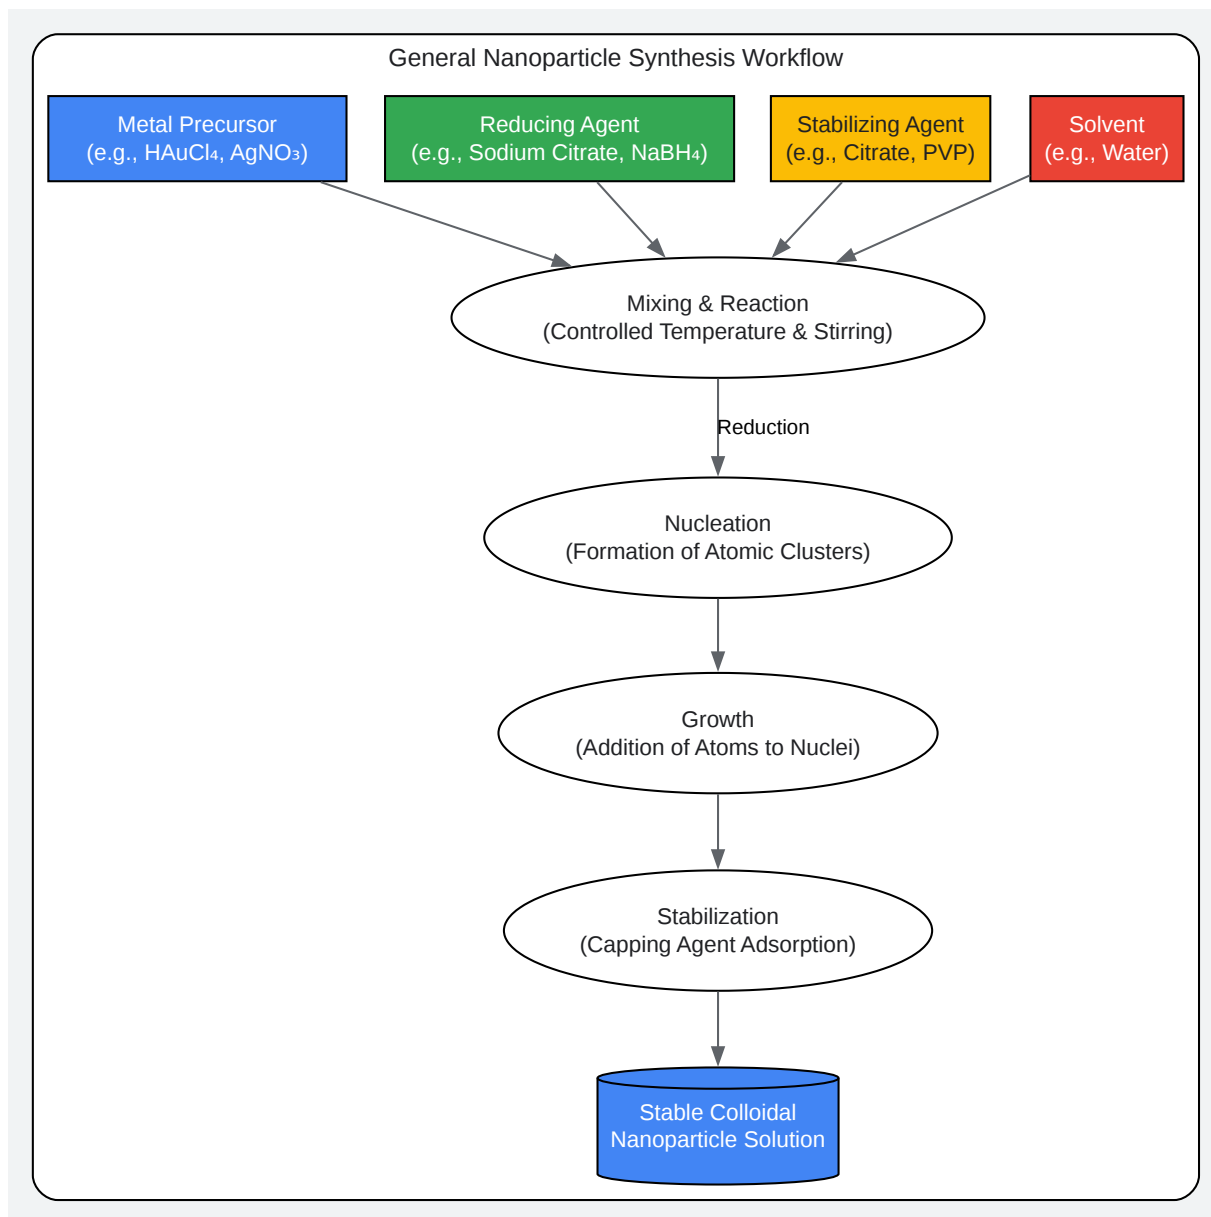 General Nanoparticle Synthesis Workflow
Metal Precursor
(e.g., HAuCl₄, AgNO₃)
Reducing Agent
(e.g., Sodium Citrate, NaBH₄)
Stabilizing Agent
(e.g., Citrate, PVP)
Solvent
(e.g., Water)
Mixing & Reaction
(Controlled Temperature & Stirring)
Reduction
Nucleation
(Formation of Atomic Clusters)
Growth
(Addition of Atoms to Nuclei)
Stabilization
(Capping Agent Adsorption)
Stable Colloidal
Nanoparticle Solution